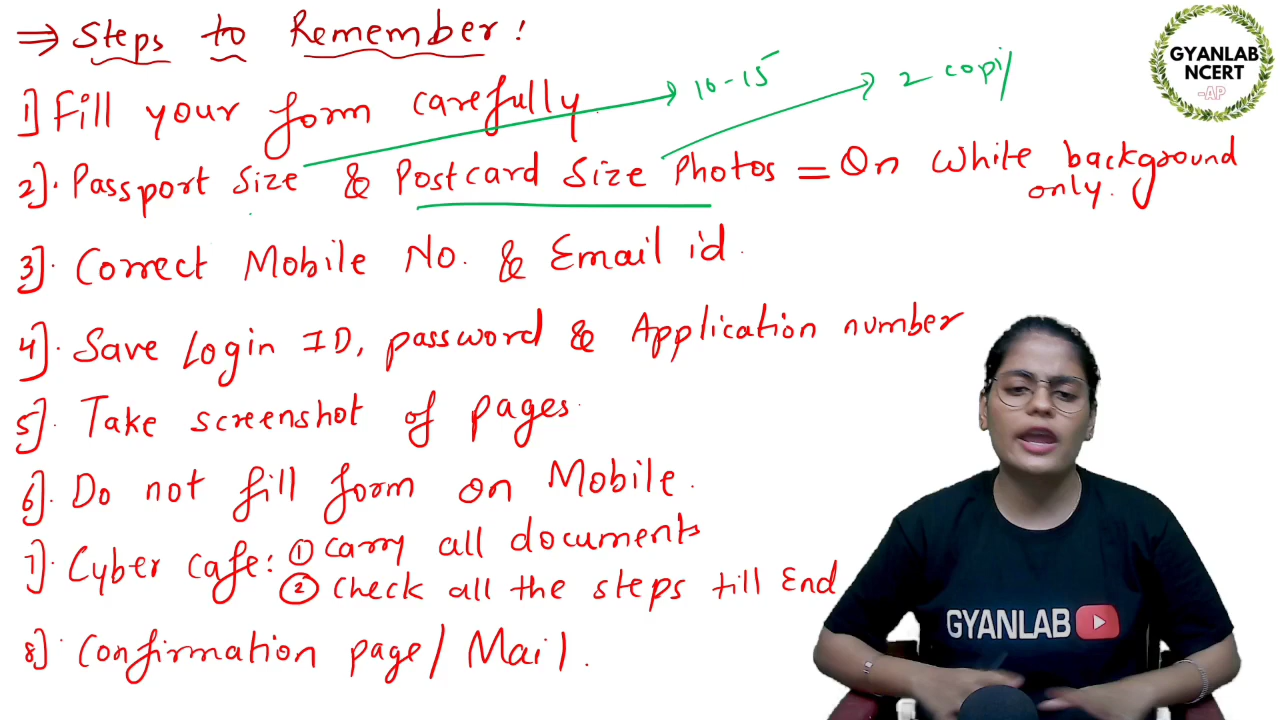 ⇒ Steps to Remember!
1] Fill your form carefully
10-15
2 copi
2]. Passport Size & Postcard Size Photos = On White background
only.
3]. Correct Mobile No. & Email id.
4]. Save Login ID, password & Application number
5]. Take screenshot of pages
6]. Do not fill form on Mobile.
7]. Cyber cafe: ① Carry all documents
② Check all the steps till End
8]. Confirmation page/Mail.
GYANLAB
NCERT
-AP
GYANLAB